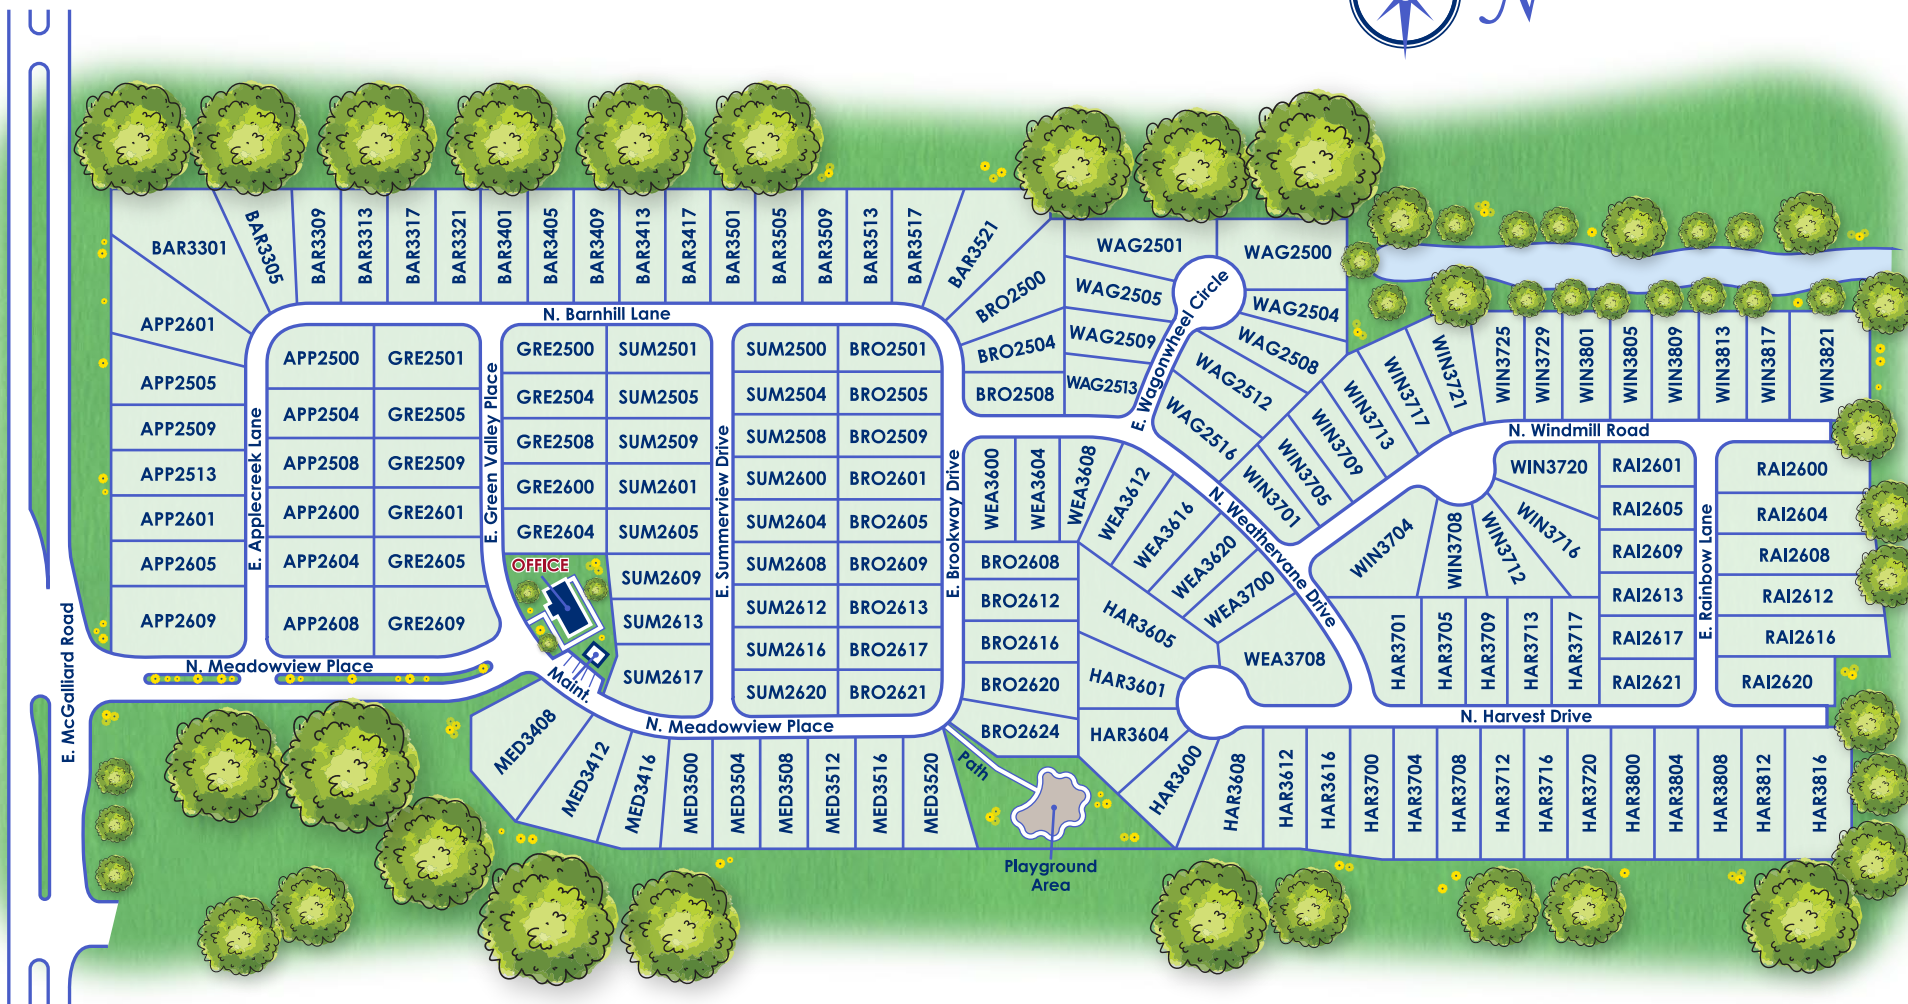 N
BAR3301
BAR3305
BAR3309
BAR3313
BAR3317
BAR3321
BAR3401
BAR3405
BAR3409
BAR3413
BAR3417
BAR3501
BAR3505
BAR3509
BAR3513
BAR3517
BAR3521
N. Barnhill Lane
APP2601
APP2505
APP2509
APP2513
APP2601
APP2605
APP2609
E. Applecreek Lane
APP2500
APP2504
APP2508
APP2600
APP2604
APP2608
GRE2501
GRE2505
GRE2509
GRE2601
GRE2605
GRE2609
E. Green Valley Place
GRE2500
GRE2504
GRE2508
GRE2600
GRE2604
OFFICE
Maint.
SUM2501
SUM2505
SUM2509
SUM2601
SUM2605
SUM2609
SUM2613
SUM2617
E. Summerview Drive
SUM2500
SUM2504
SUM2508
SUM2600
SUM2604
SUM2608
SUM2612
SUM2616
SUM2620
BRO2501
BRO2505
BRO2509
BRO2601
BRO2605
BRO2609
BRO2613
BRO2617
BRO2621
E. Brookway Drive
BRO2500
BRO2504
BRO2508
WAG2501
WAG2505
WAG2509
WAG2513
E. Wagonwheel Circle
WAG2500
WAG2504
WAG2508
WAG2512
WAG2516
WEA3600
WEA3604
WEA3608
WEA3612
WEA3616
WEA3620
WEA3700
WEA3708
N. Weathervane Drive
BRO2608
BRO2612
BRO2616
BRO2620
BRO2624
HAR3605
HAR3601
HAR3604
HAR3600
WIN3701
WIN3705
WIN3709
WIN3713
WIN3717
WIN3721
WIN3725
WIN3729
WIN3801
WIN3805
WIN3809
WIN3813
WIN3817
WIN3821
N. Windmill Road
WIN3704
WIN3708
WIN3712
WIN3716
WIN3720
RAI2601
RAI2605
RAI2609
RAI2613
RAI2617
RAI2621
E. Rainbow Lane
RAI2600
RAI2604
RAI2608
RAI2612
RAI2616
RAI2620
HAR3701
HAR3705
HAR3709
HAR3713
HAR3717
N. Harvest Drive
HAR3608
HAR3612
HAR3616
HAR3700
HAR3704
HAR3708
HAR3712
HAR3716
HAR3720
HAR3800
HAR3804
HAR3808
HAR3812
HAR3816
E. McGalliard Road
N. Meadowview Place
N. Meadowview Place
MED3408
MED3412
MED3416
MED3500
MED3504
MED3508
MED3512
MED3516
MED3520
Path
Playground
Area